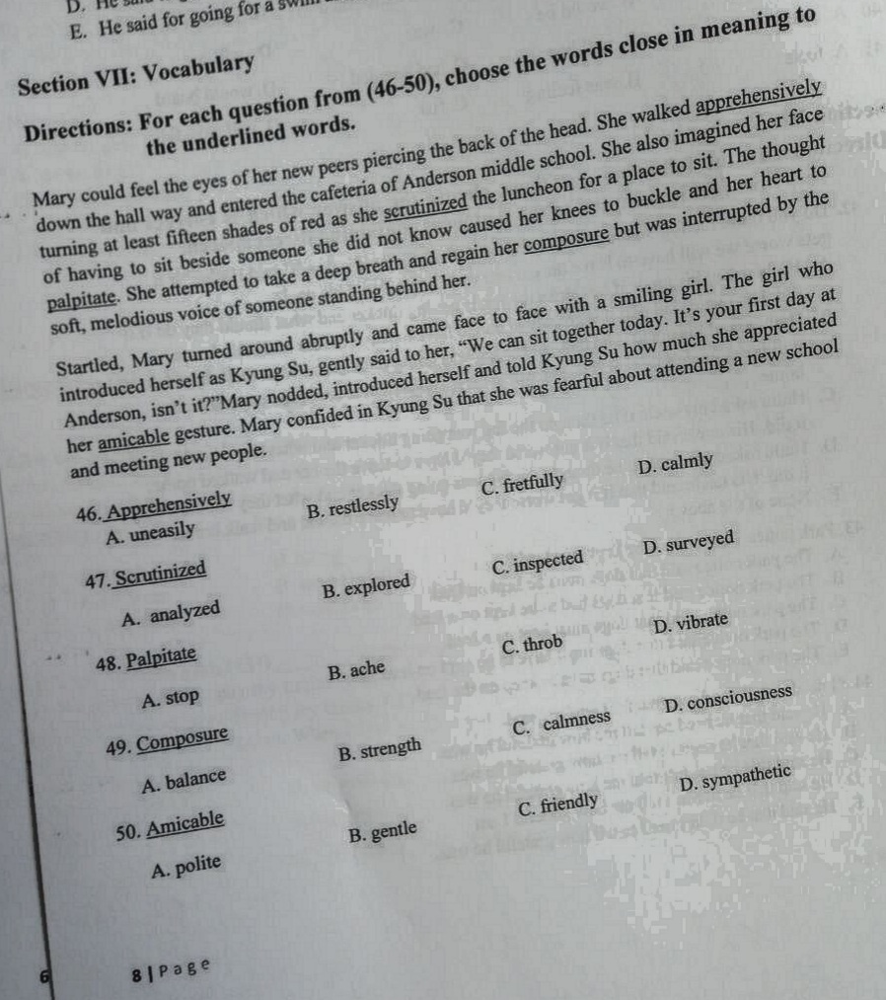 E. He said for going for a
Section VII: Vocabulary
Directions: For each question from (46-50), choose the words close in meaning to
the underlined words.
Mary could feel the eyes of her new peers piercing the back of the head. She walked apprehensively
down the hall way and entered the cafeteria of Anderson middle school. She also imagined her face
turning at least fifteen shades of red as she scrutinized the luncheon for a place to sit. The thought
of having to sit beside someone she did not know caused her knees to buckle and her heart to
palpitate. She attempted to take a deep breath and regain her composure but was interrupted by the
soft, melodious voice of someone standing behind her.
Startled, Mary turned around abruptly and came face to face with a smiling girl. The girl who
introduced herself as Kyung Su, gently said to her, “We can sit together today. It’s your first day at
Anderson, isn’t it?”Mary nodded, introduced herself and told Kyung Su how much she appreciated
her amicable gesture. Mary confided in Kyung Su that she was fearful about attending a new school
and meeting new people.
46. Apprehensively
A. uneasily B. restlessly C. fretfully D. calmly
47. Scrutinized
A. analyzed B. explored C. inspected D. surveyed
48. Palpitate
A. stop B. ache C. throb D. vibrate
49. Composure
A. balance B. strength C. calmness D. consciousness
50. Amicable
A. polite B. gentle C. friendly D. sympathetic
6
8 | Page